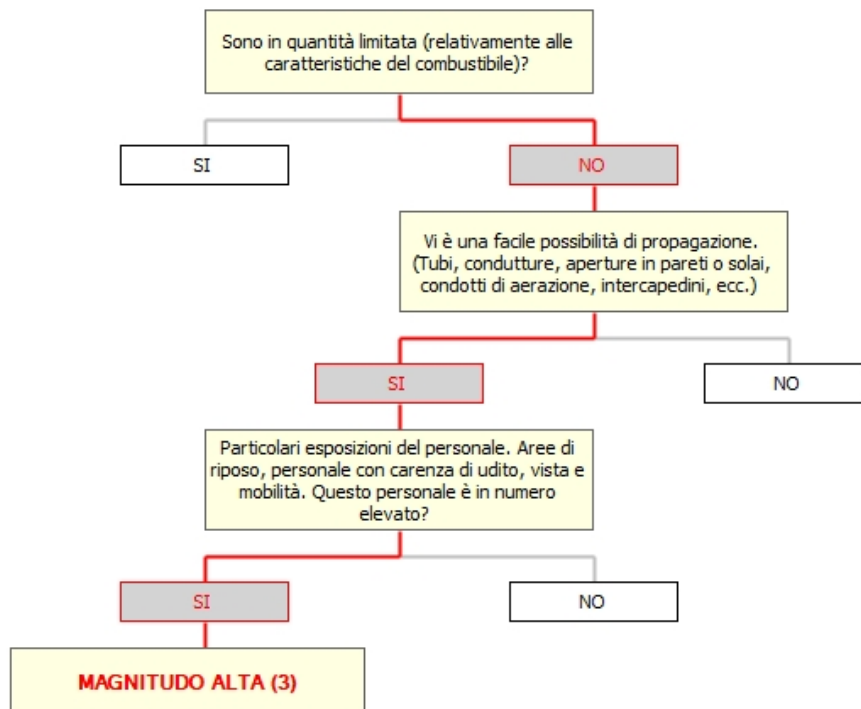 Sono in quantità limitata (relativamente alle
caratteristiche del combustibile)?
SI
NO
Vi è una facile possibilità di propagazione.
(Tubi, condutture, aperture in pareti o solai,
condotti di aerazione, intercapedini, ecc.)
SI
NO
Particolari esposizioni del personale. Aree di
riposo, personale con carenza di udito, vista e
mobilità. Questo personale è in numero
elevato?
SI
NO
MAGNITUDO ALTA (3)